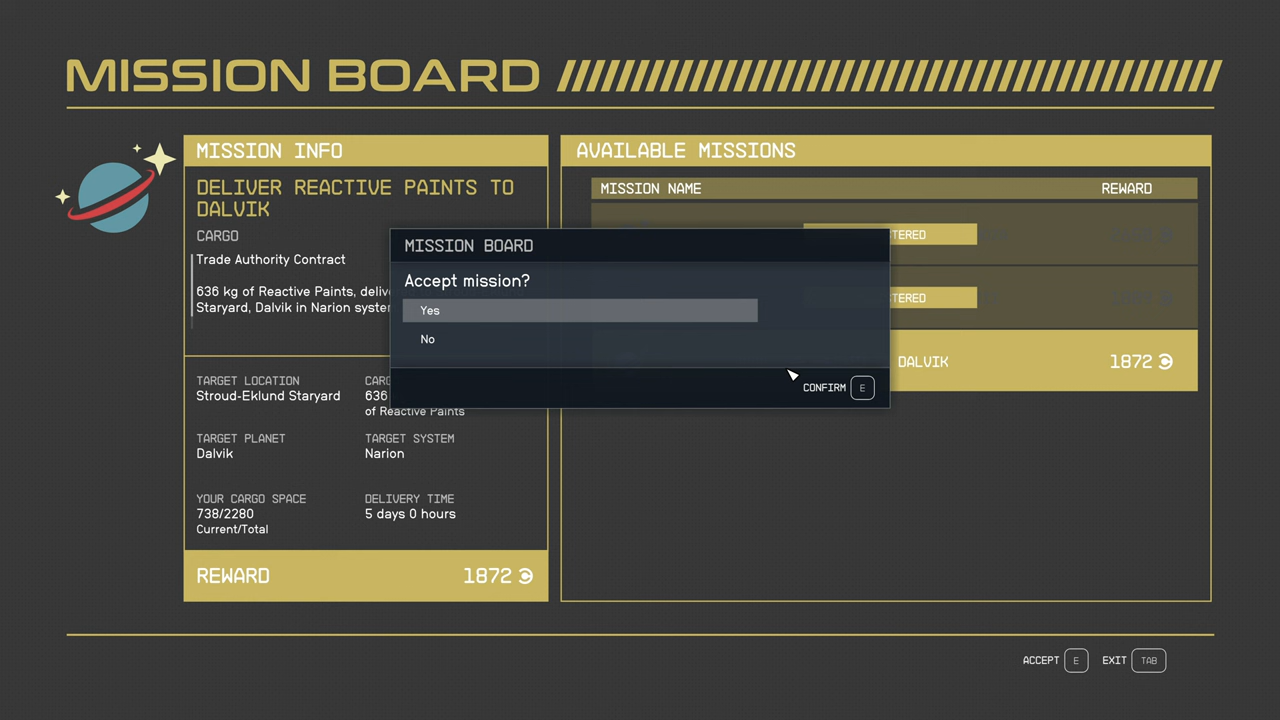 MISSION BOARD
MISSION INFO
DELIVER REACTIVE PAINTS TO
DALVIK
CARGO
Trade Authority Contract
636 kg of Reactive Paints,
Staryard, Dalvik in Narion
TARGET LOCATION
Stroud-Eklund Staryard
636
of Reactive Paints
TARGET PLANET
Dalvik
TARGET SYSTEM
Narion
YOUR CARGO SPACE
738/2280
Current/Total
DELIVERY TIME
5 days 0 hours
REWARD 1872
AVAILABLE MISSIONS
MISSION NAME REWARD
DALVIK 1872
MISSION BOARD
Accept mission?
Yes
No
CONFIRM E
ACCEPT E EXIT TAB